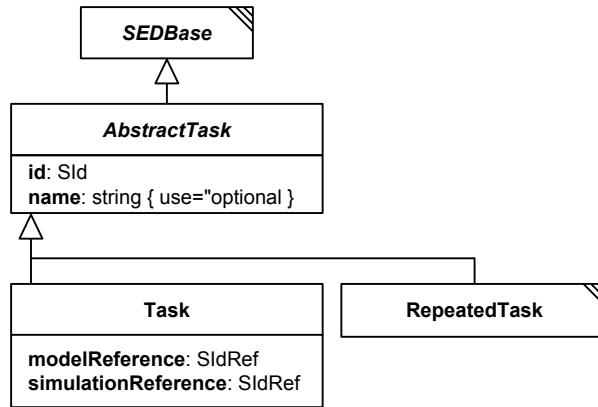 SEDBase
AbstractTask
id: SId
name: string { use="optional }
Task
modelReference: SIdRef
simulationReference: SIdRef
RepeatedTask